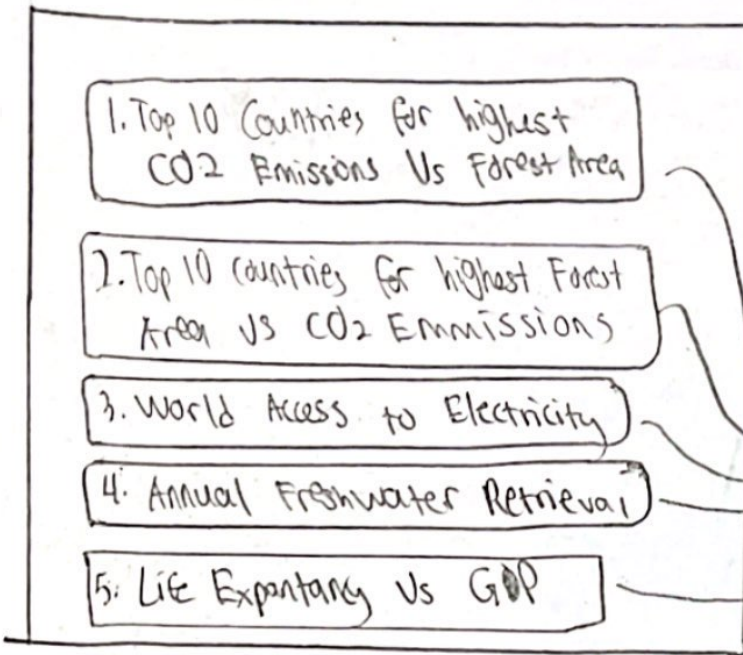 1. Top 10 Countries for highest
CO2 Emissions Vs Forest Area
2. Top 10 Countries for highest Forest
Area Vs CO2 Emmissions
3. World Access to Electricity
4. Annual Freshwater Retrieval
5. Life Expentancy Vs GDP